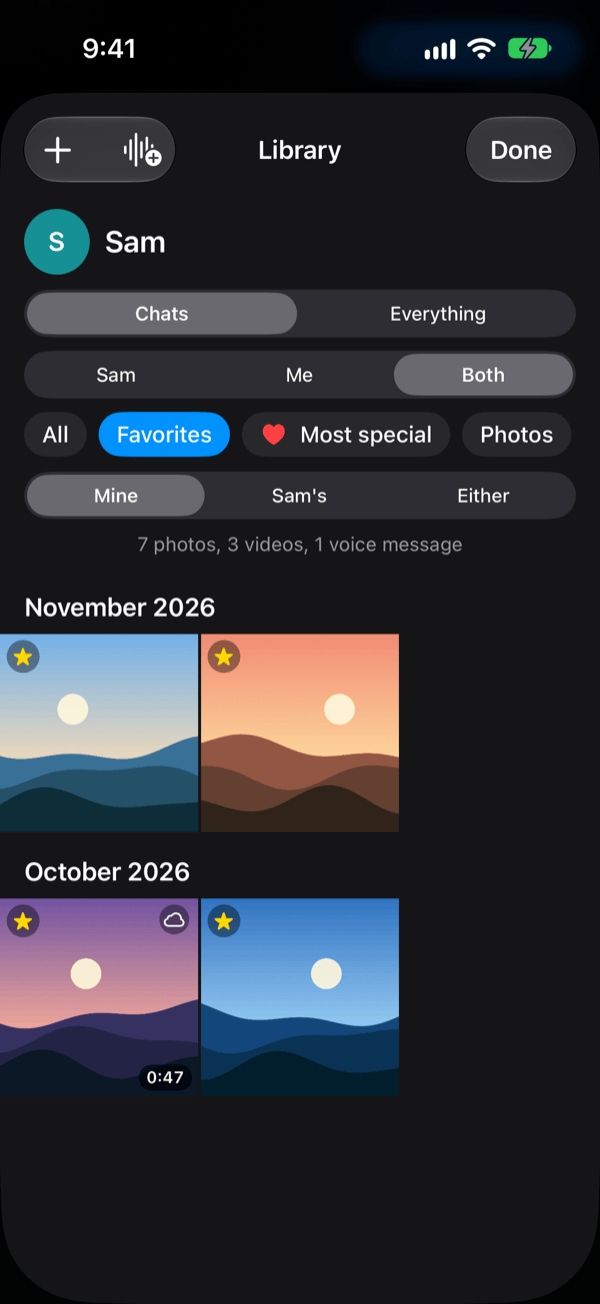 9:41
Library
Done
S
Sam
Chats
Everything
Sam
Me
Both
All
Favorites
Most special
Photos
Mine
Sam's
Either
7 photos, 3 videos, 1 voice message
November 2026
October 2026
0:47